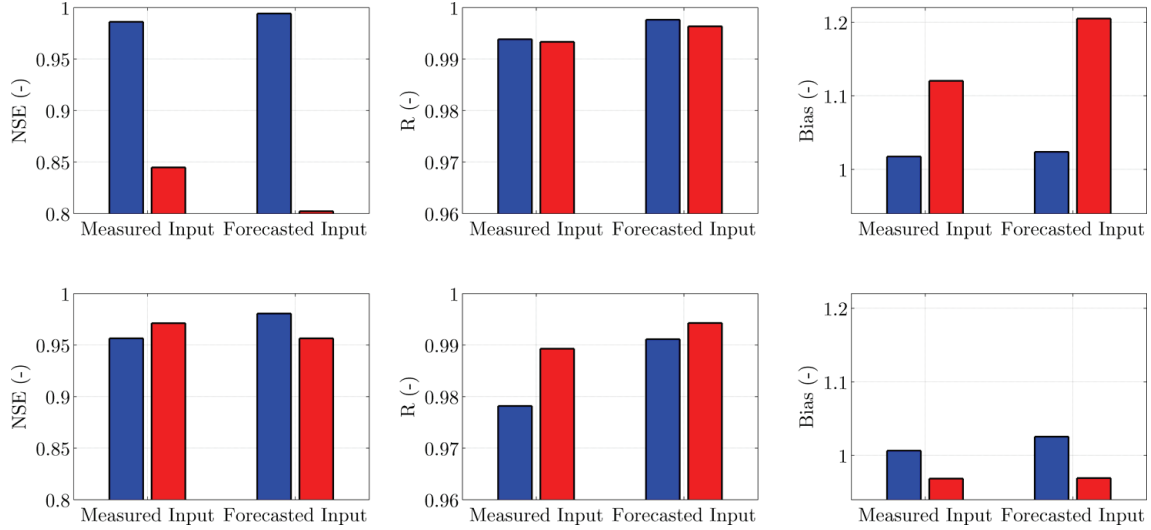 NSE (-)
1
0.95
0.9
0.85
0.8
Measured Input Forecasted Input
R (-)
1
0.99
0.98
0.97
0.96
Measured Input Forecasted Input
Bias (-)
1.2
1.1
1
Measured Input Forecasted Input
NSE (-)
1
0.95
0.9
0.85
0.8
Measured Input Forecasted Input
R (-)
1
0.99
0.98
0.97
0.96
Measured Input Forecasted Input
Bias (-)
1.2
1.1
1
Measured Input Forecasted Input